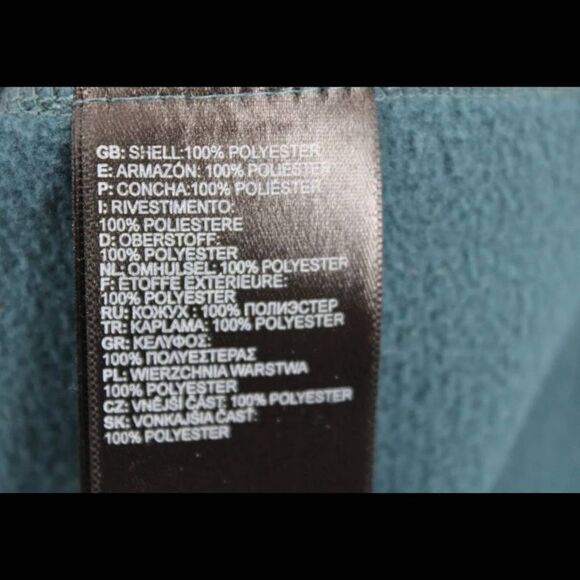 GB: SHELL:100% POLYESTER
E: ARMAZÓN: 100% POLIÉSTER
P: CONCHA:100% POLIÉSTER
I: RIVESTIMENTO:
100% POLIESTERE
D: OBERSTOFF:
100% POLYESTER
NL: OMHULSEL: 100% POLYESTER
F: ÉTOFFE EXTÉRIEURE:
100% POLYESTER
RU: КОЖУХ : 100% ПОЛИЭСТЕР
TR: KAPLAMA: 100% POLYESTER
GR: ΚΕΛΥΦΟΣ:
100% ΠΟΛΥΕΣΤΕΡΑΣ
PL: WIERZCHNIA WARSTWA
100% POLYESTER
CZ: VNĚJŠÍ ČÁST: 100% POLYESTER
SK: VONKAJŠIA ČASŤ:
100% POLYESTER